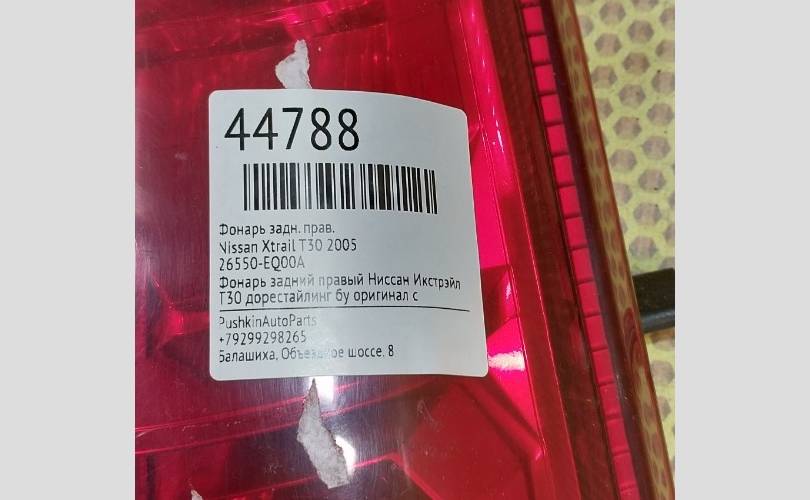 44788
Фонарь задн. прав.
Nissan Xtrail T30 2005
26550-EQ00A
Фонарь задний правый Ниссан Икстрэйл
Т30 дорестайлинг бу оригинал с
PushkinAutoParts
+79299298265
Балашиха, Объездное шоссе. 8